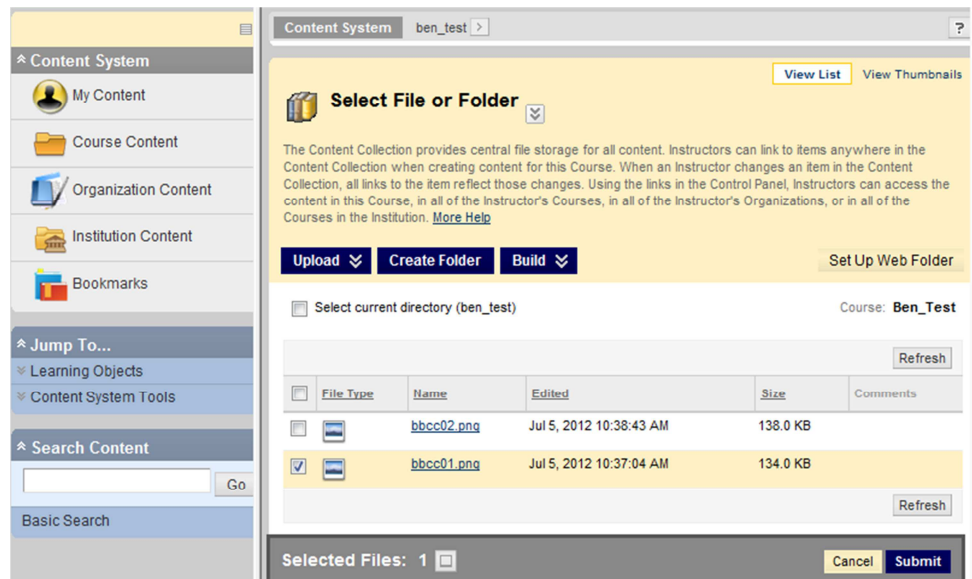 Content System
My Content
Course Content
Organization Content
Institution Content
Bookmarks
Jump To...
Learning Objects
Content System Tools
Search Content
Go
Basic Search
Content System ben_test > ?
View List View Thumbnails
Select File or Folder
The Content Collection provides central file storage for all content. Instructors can link to items anywhere in the
Content Collection when creating content for this Course. When an Instructor changes an item in the Content
Collection, all links to the item reflect those changes. Using the links in the Control Panel, Instructors can access the
content in this Course, in all of the Instructor's Courses, in all of the Instructor's Organizations, or in all of the
Courses in the Institution. More Help
Upload Create Folder Build Set Up Web Folder
Select current directory (ben_test) Course: Ben_Test
Refresh
File Type Name Edited Size Comments
bbcc02.png Jul 5, 2012 10:38:43 AM 138.0 KB
bbcc01.png Jul 5, 2012 10:37:04 AM 134.0 KB
Refresh
Selected Files: 1 Cancel Submit